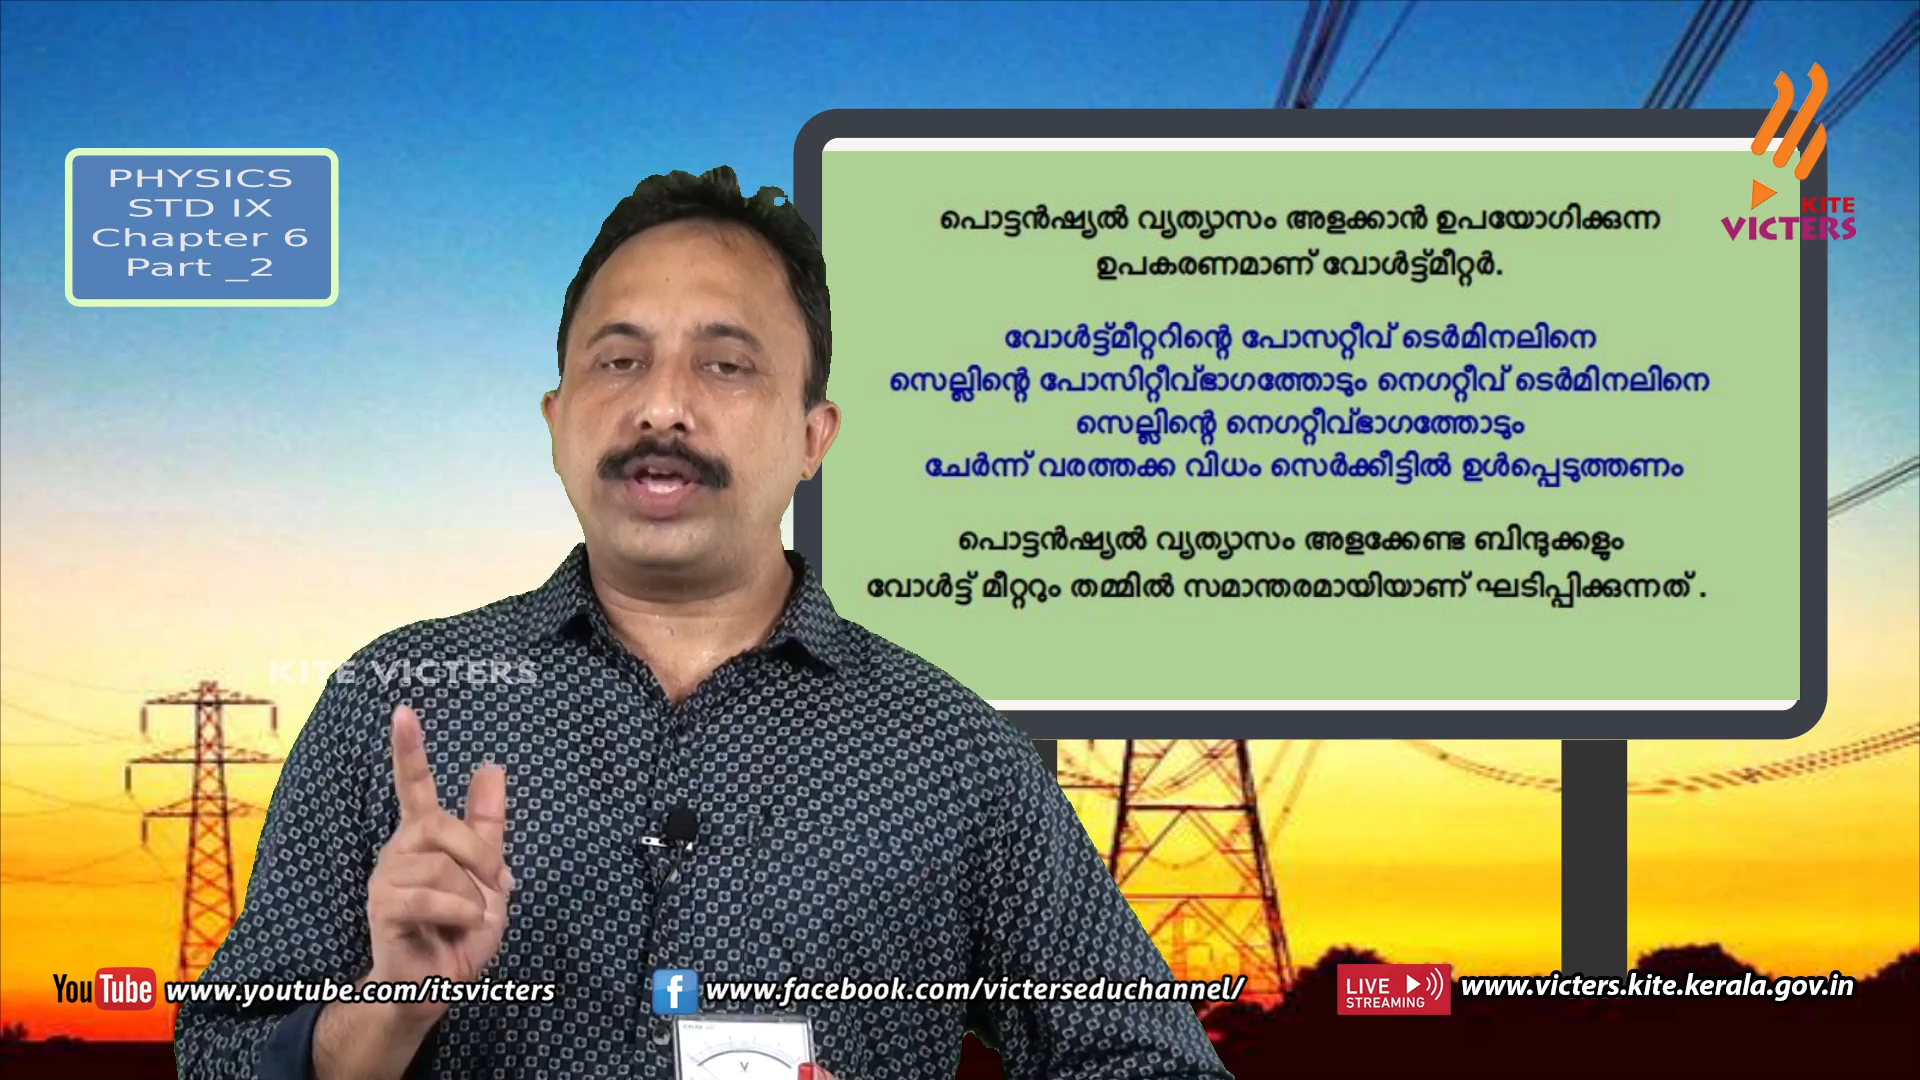 PHYSICS
STD IX
Chapter 6
Part _2
KITE
VICTERS
പൊട്ടൻഷ്യൽ വ്യത്യാസം അളക്കാൻ ഉപയോഗിക്കുന്ന
ഉപകരണമാണ് വോൾട്ട്മീറ്റർ.
വോൾട്ട്മീറ്ററിന്റെ പോസറ്റീവ് ടെർമിനലിനെ
സെല്ലിന്റെ പോസിറ്റീവ്ഭാഗത്തോടും നെഗറ്റീവ് ടെർമിനലിനെ
സെല്ലിന്റെ നെഗറ്റീവ്ഭാഗത്തോടും
ചേർന്ന് വരത്തക്ക വിധം സെർക്കീട്ടിൽ ഉൾപ്പെടുത്തണം
പൊട്ടൻഷ്യൽ വ്യത്യാസം അളക്കേണ്ട ബിന്ദുക്കളും
വോൾട്ട് മീറ്ററും തമ്മിൽ സമാന്തരമായിയാണ് ഘടിപ്പിക്കുന്നത് .
KITE VICTERS
YouTube www.youtube.com/itsvicters
f www.facebook.com/victerseduchannel/
LIVE
STREAMING
www.victers.kite.kerala.gov.in
V